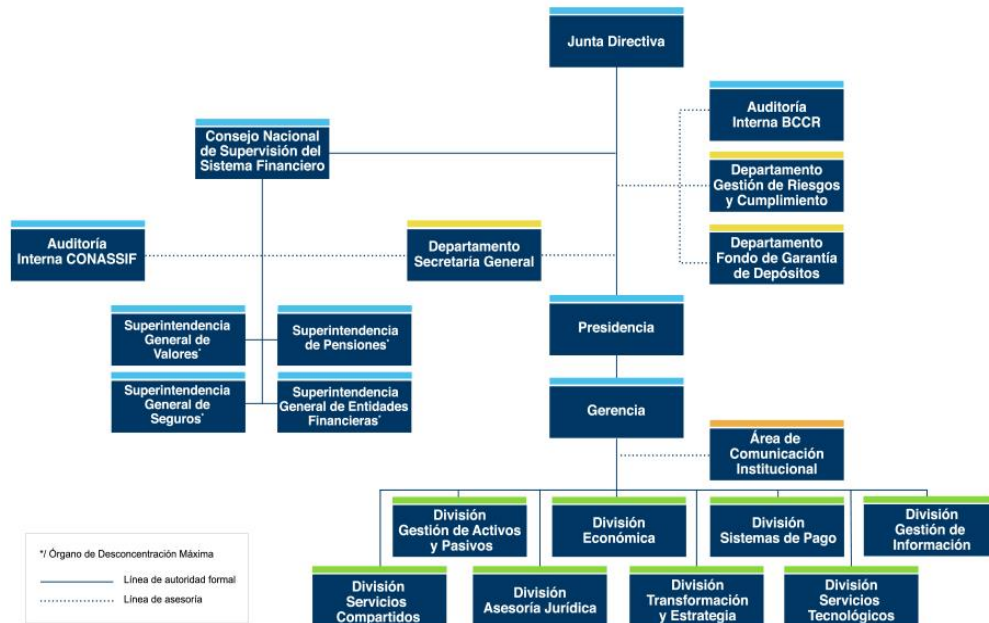 Junta Directiva
Auditoría
Interna BCCR
Consejo Nacional
de Supervisión del
Sistema Financiero
Departamento
Gestión de Riesgos
y Cumplimiento
Auditoría
Interna CONASSIF
Departamento
Secretaría General
Departamento
Fondo de Garantía
de Depósitos
Superintendencia
General de
Valores*
Superintendencia
de Pensiones*
Presidencia
Superintendencia
General de
Seguros*
Superintendencia
General de Entidades
Financieras*
Gerencia
Área de
Comunicación
Institucional
División
Gestión de Activos
y Pasivos
División
Económica
División
Sistemas de Pago
División
Gestión de
Información
División
Servicios
Compartidos
División
Asesoría Jurídica
División
Transformación
y Estrategia
División
Servicios
Tecnológicos
*/ Órgano de Desconcentración Máxima
Línea de autoridad formal
Línea de asesoría